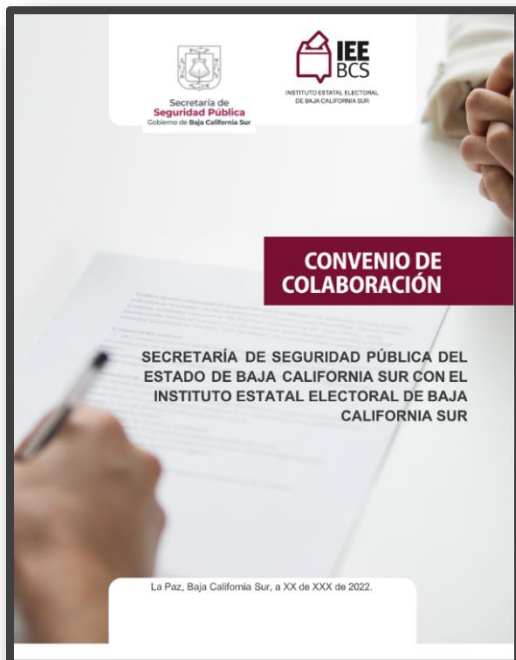 Secretaría de
Seguridad Pública
Gobierno de Baja California Sur
IEE
BCS
INSTITUTO ESTATAL ELECTORAL
DE BAJA CALIFORNIA SUR
CONVENIO DE
COLABORACIÓN
SECRETARÍA DE SEGURIDAD PÚBLICA DEL
ESTADO DE BAJA CALIFORNIA SUR CON EL
INSTITUTO ESTATAL ELECTORAL DE BAJA
CALIFORNIA SUR
La Paz, Baja California Sur, a XX de XXX de 2022.